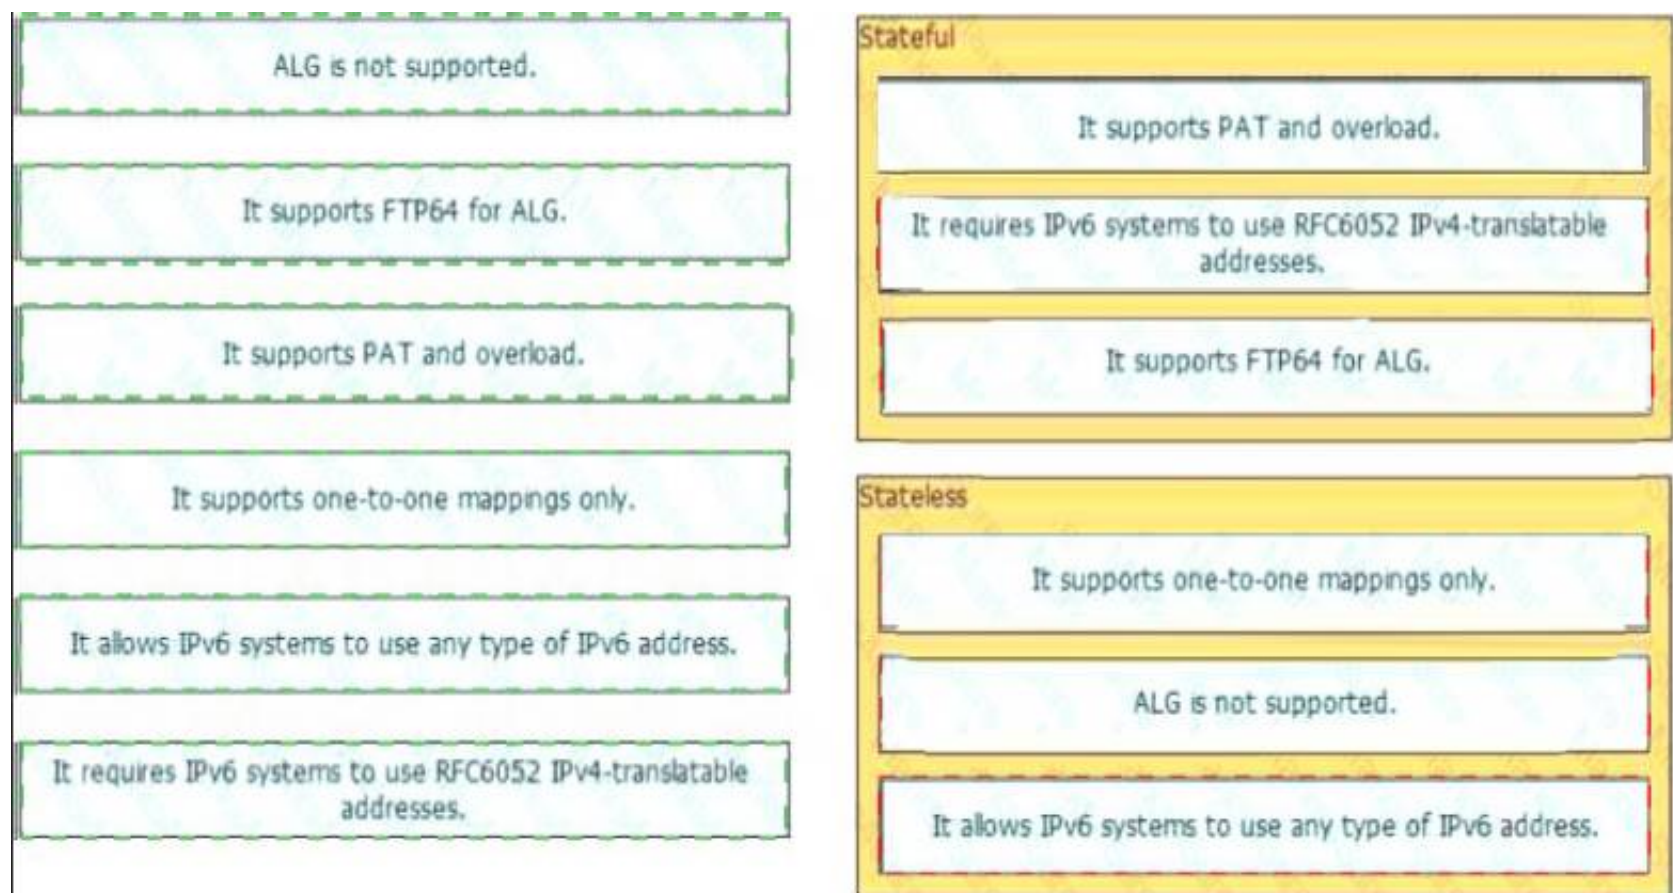 ALG is not supported.
It supports FTP64 for ALG.
It supports PAT and overload.
It supports one-to-one mappings only.
It allows IPv6 systems to use any type of IPv6 address.
It requires IPv6 systems to use RFC6052 IPv4-translatable
addresses.
Stateful
It supports PAT and overload.
It requires IPv6 systems to use RFC6052 IPv4-translatable
addresses.
It supports FTP64 for ALG.
Stateless
It supports one-to-one mappings only.
ALG is not supported.
It allows IPv6 systems to use any type of IPv6 address.